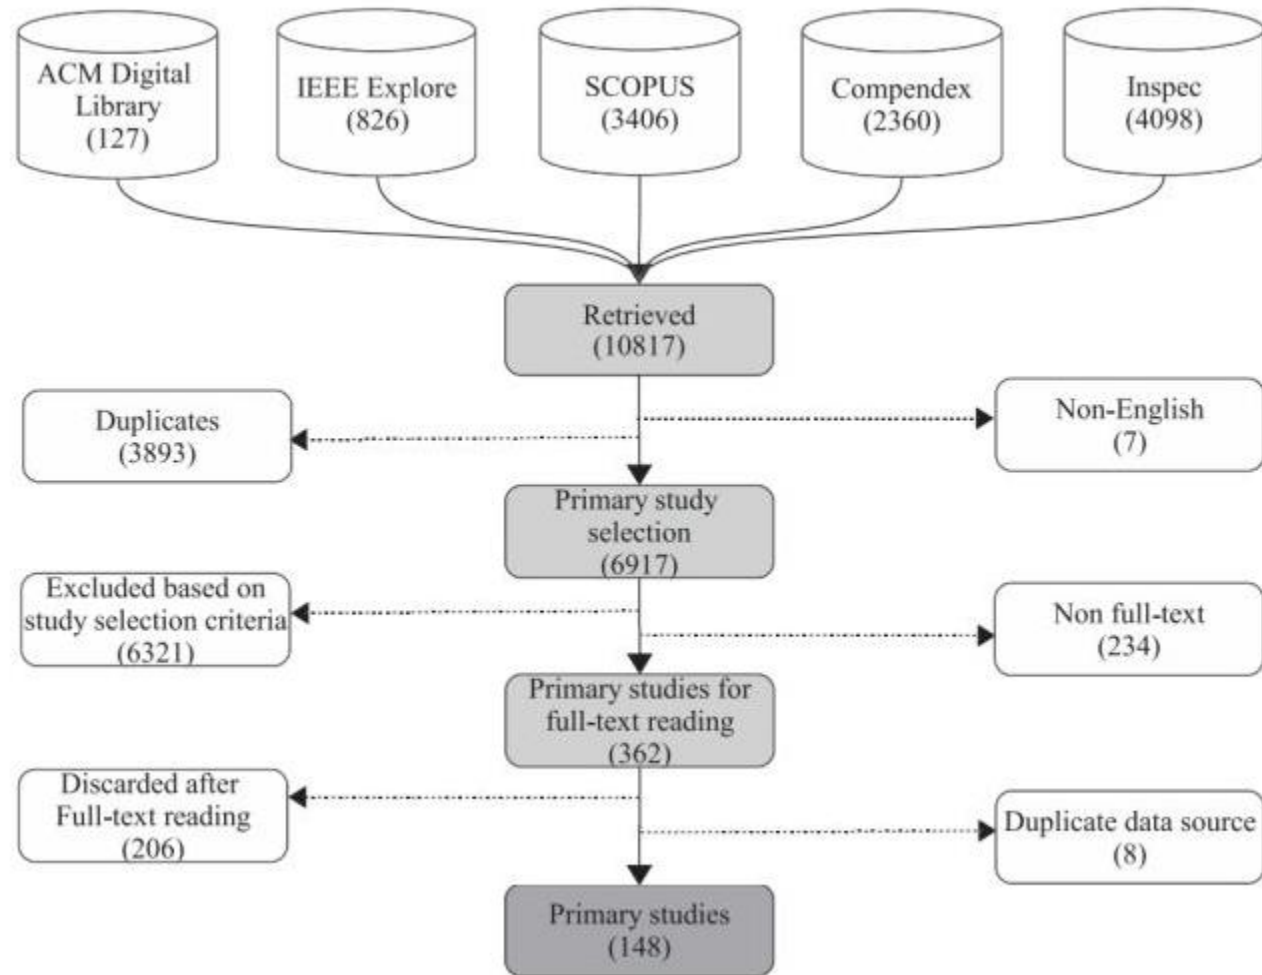 ACM Digital
Library
(127)
IEEE Explore
(826)
SCOPUS
(3406)
Compendex
(2360)
Inspec
(4098)
Retrieved
(10817)
Duplicates
(3893)
Non-English
(7)
Primary study
selection
(6917)
Excluded based on
study selection criteria
(6321)
Non full-text
(234)
Primary studies for
full-text reading
(362)
Discarded after
Full-text reading
(206)
Duplicate data source
(8)
Primary studies
(148)